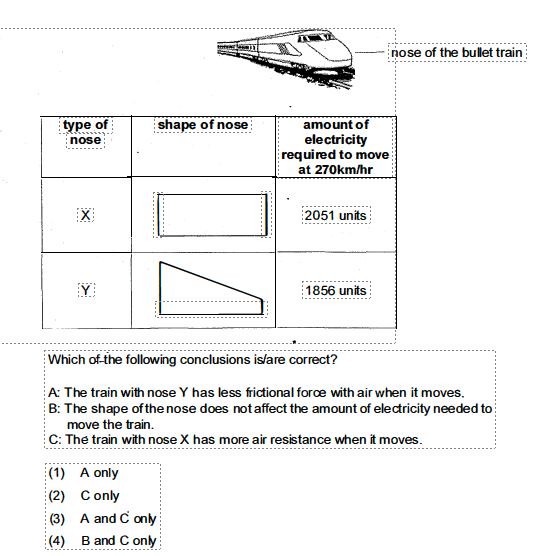 nose of the bullet train
type of nose
shape of nose
amount of electricity required to move at 270km/hr
X
2051 units
Y
1856 units
Which of the following conclusions is/are correct?
A: The train with nose Y has less frictional force with air when it moves.
B: The shape of the nose does not affect the amount of electricity needed to
move the train.
C: The train with nose X has more air resistance when it moves.
(1) A only
(2) C only
(3) A and C only
(4) B and C only